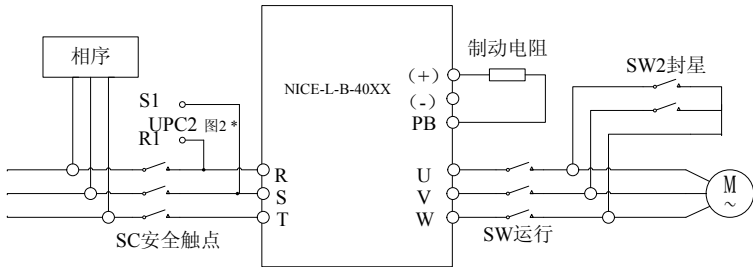 相序
制动电阻
SW2封星
NICE-L-B-40XX
(+)
(-)
PB
S1
UPC2 图2 *
R1
R
S
T
U
V
W
M
~
SC安全触点
SW运行